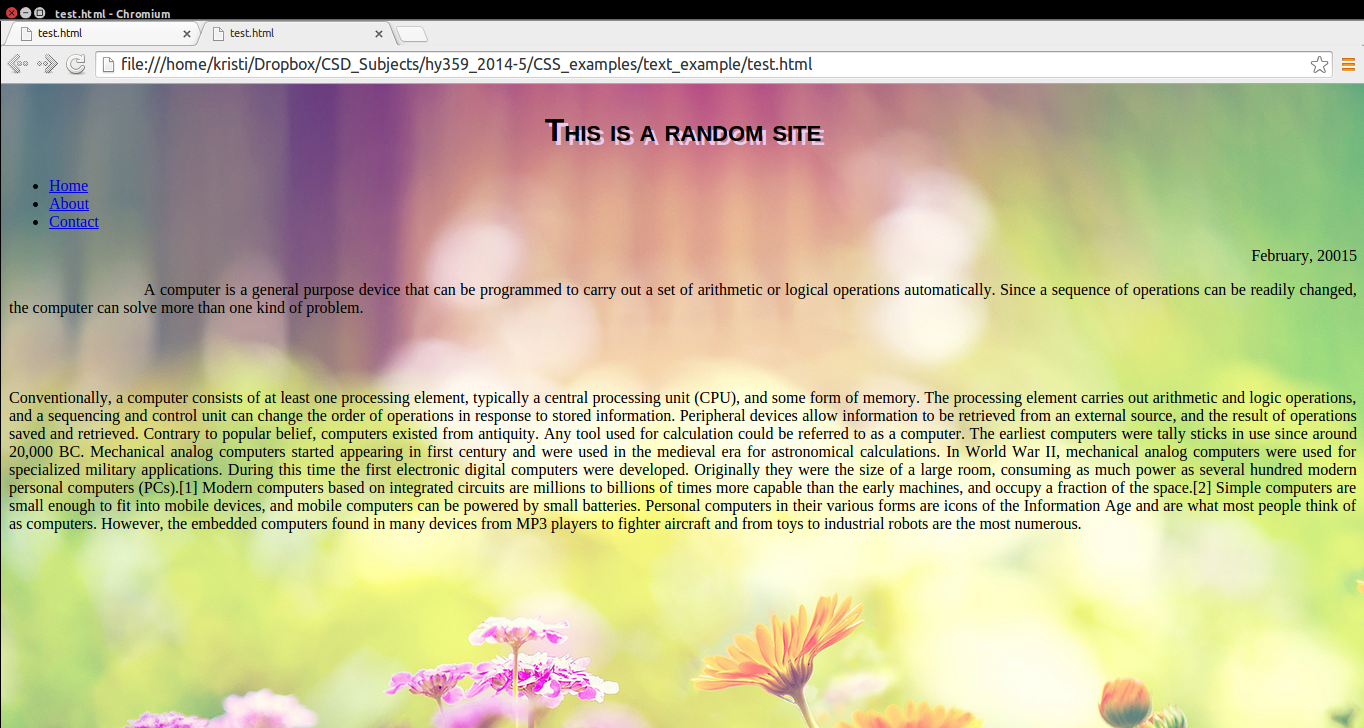 test.html - Chromium
test.html
test.html
file:///home/kristi/Dropbox/CSD_Subjects/hy359_2014-5/CSS_examples/text_example/test.html
This is a random site
Home
About
Contact
February, 20015
A computer is a general purpose device that can be programmed to carry out a set of arithmetic or logical operations automatically. Since a sequence of operations can be readily changed,
the computer can solve more than one kind of problem.
Conventionally, a computer consists of at least one processing element, typically a central processing unit (CPU), and some form of memory. The processing element carries out arithmetic and logic operations,
and a sequencing and control unit can change the order of operations in response to stored information. Peripheral devices allow information to be retrieved from an external source, and the result of operations
saved and retrieved. Contrary to popular belief, computers existed from antiquity. Any tool used for calculation could be referred to as a computer. The earliest computers were tally sticks in use since around
20,000 BC. Mechanical analog computers started appearing in first century and were used in the medieval era for astronomical calculations. In World War II, mechanical analog computers were used for
specialized military applications. During this time the first electronic digital computers were developed. Originally they were the size of a large room, consuming as much power as several hundred modern
personal computers (PCs).[1] Modern computers based on integrated circuits are millions to billions of times more capable than the early machines, and occupy a fraction of the space.[2] Simple computers are
small enough to fit into mobile devices, and mobile computers can be powered by small batteries. Personal computers in their various forms are icons of the Information Age and are what most people think of
as computers. However, the embedded computers found in many devices from MP3 players to fighter aircraft and from toys to industrial robots are the most numerous.